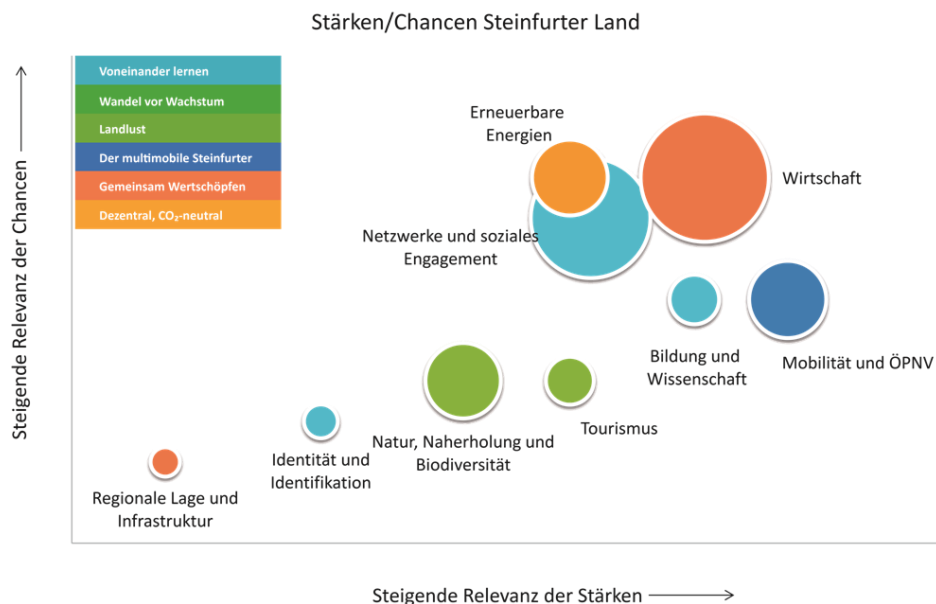 Stärken/Chancen Steinfurter Land
Steigende Relevanz der Chancen
Voneinander lernen
Wandel vor Wachstum
Landlust
Der multimobile Steinfurter
Gemeinsam Wertschöpfen
Dezentral, CO₂-neutral
Erneuerbare
Energien
Wirtschaft
Netzwerke und soziales
Engagement
Bildung und
Wissenschaft
Mobilität und ÖPNV
Tourismus
Natur, Naherholung und
Biodiversität
Identität und
Identifikation
Regionale Lage und
Infrastruktur
Steigende Relevanz der Stärken